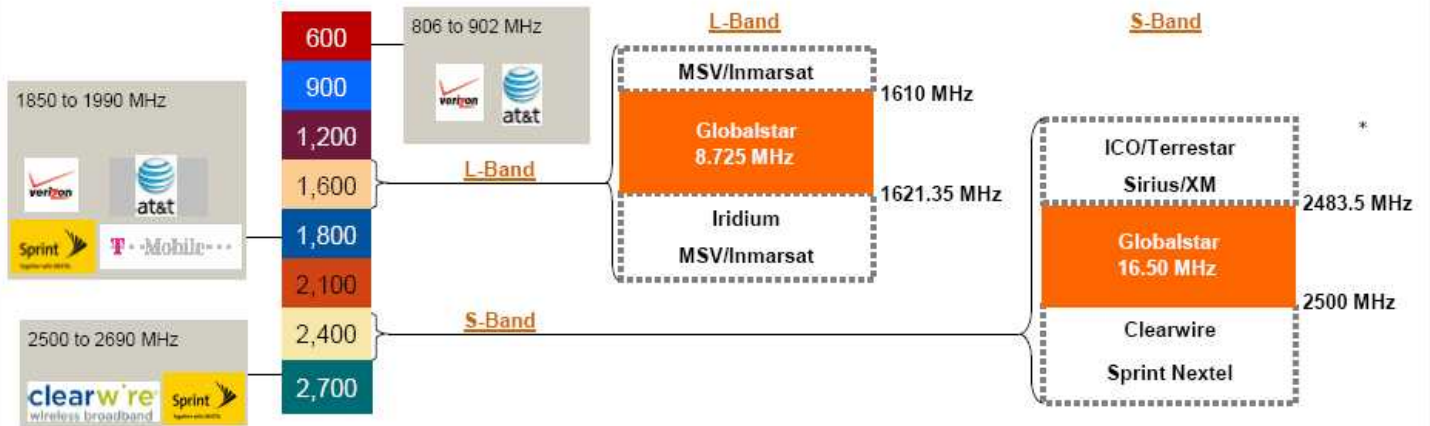 806 to 902 MHz
verizon
at&t
1850 to 1990 MHz
verizon
at&t
Sprint
T··Mobile···
2500 to 2690 MHz
clearw're
wireless broadband
Sprint
600
900
1,200
1,600
1,800
2,100
2,400
2,700
L-Band
S-Band
L-Band
MSV/Inmarsat
1610 MHz
Globalstar
8.725 MHz
1621.35 MHz
Iridium
MSV/Inmarsat
S-Band
*
ICO/Terrestar
Sirius/XM
2483.5 MHz
Globalstar
16.50 MHz
2500 MHz
Clearwire
Sprint Nextel